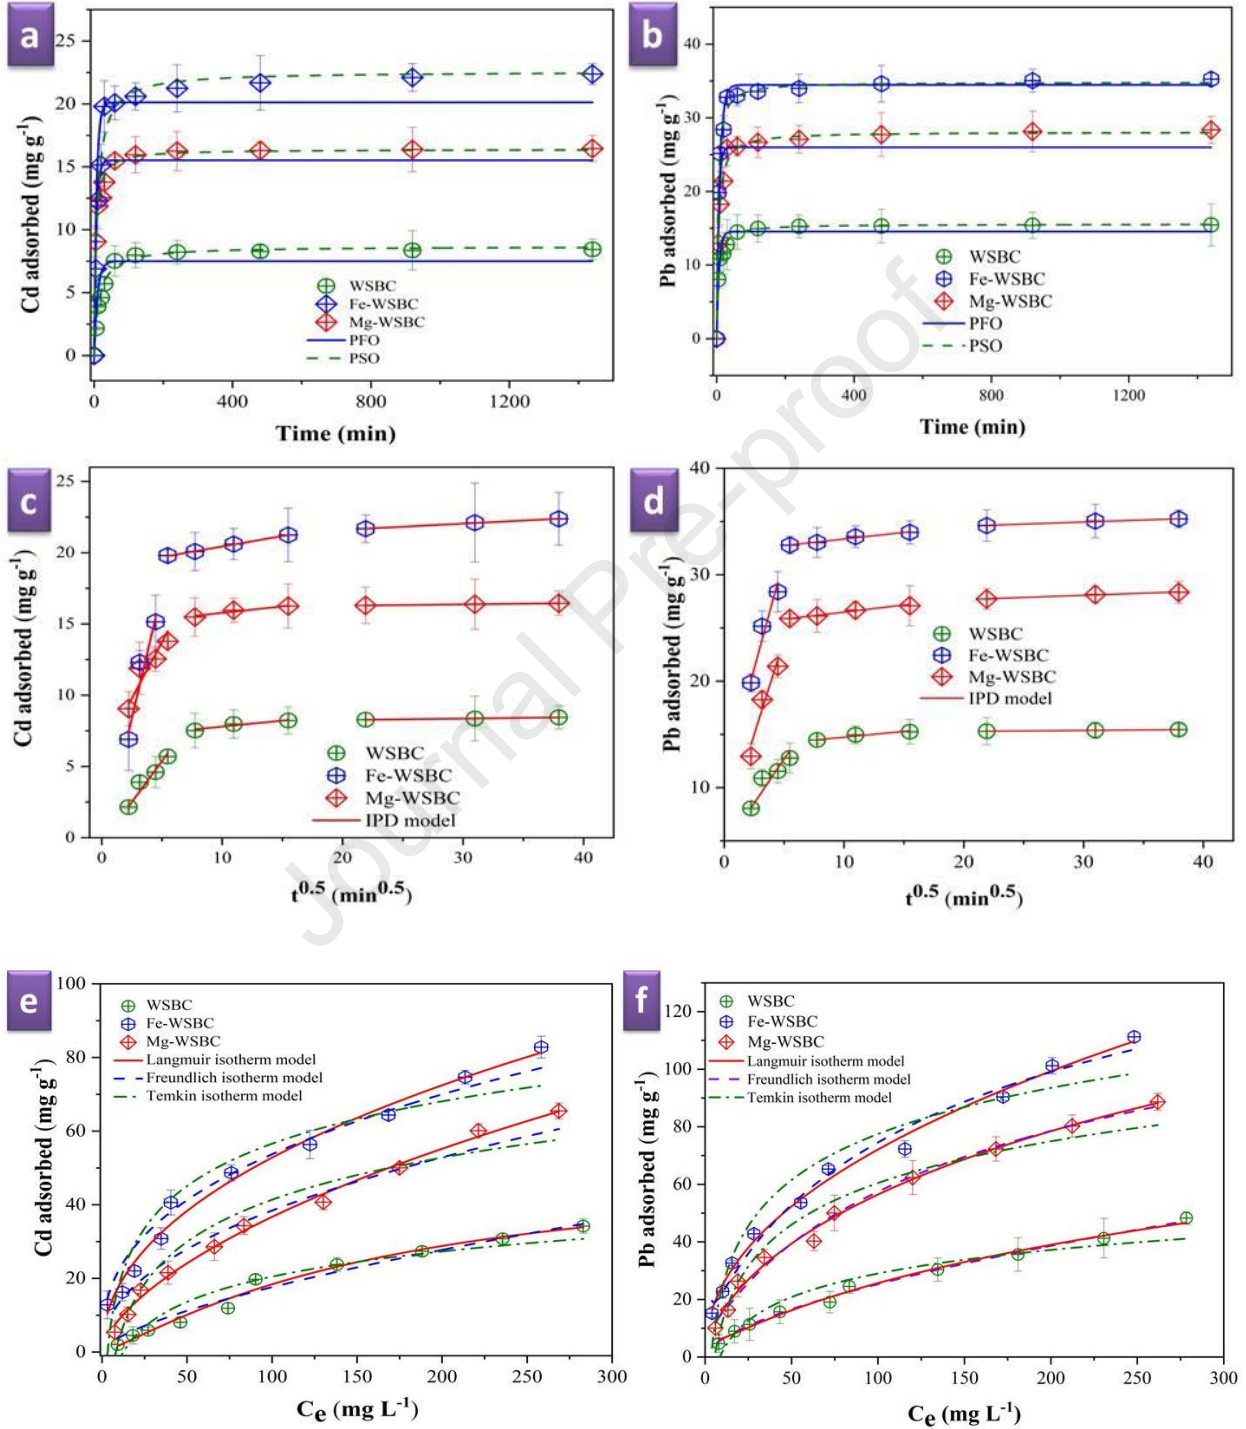 a
25
20
15
10
5
0
Cd adsorbed (mg g-1)
WSBC
Fe-WSBC
Mg-WSBC
PFO
PSO
0 400 800 1200
Time (min)
b
40
30
20
10
0
Pb adsorbed (mg g-1)
WSBC
Fe-WSBC
Mg-WSBC
PFO
PSO
0 400 800 1200
Time (min)
c
25
20
15
10
5
0
Cd adsorbed (mg g-1)
WSBC
Fe-WSBC
Mg-WSBC
IPD model
0 10 20 30 40
t0.5 (min0.5)
d
40
30
20
10
Pb adsorbed (mg g-1)
WSBC
Fe-WSBC
Mg-WSBC
IPD model
0 10 20 30 40
t0.5 (min0.5)
Journal Pre-proof
e
100
80
60
40
20
0
Cd adsorbed (mg g-1)
WSBC
Fe-WSBC
Mg-WSBC
Langmuir isotherm model
Freundlich isotherm model
Temkin isotherm model
0 50 100 150 200 250 300
Ce (mg L-1)
f
120
100
80
60
40
20
0
Pb adsorbed (mg g-1)
WSBC
Fe-WSBC
Mg-WSBC
Langmuir isotherm model
Freundlich isotherm model
Temkin isotherm model
0 50 100 150 200 250 300
Ce (mg L-1)